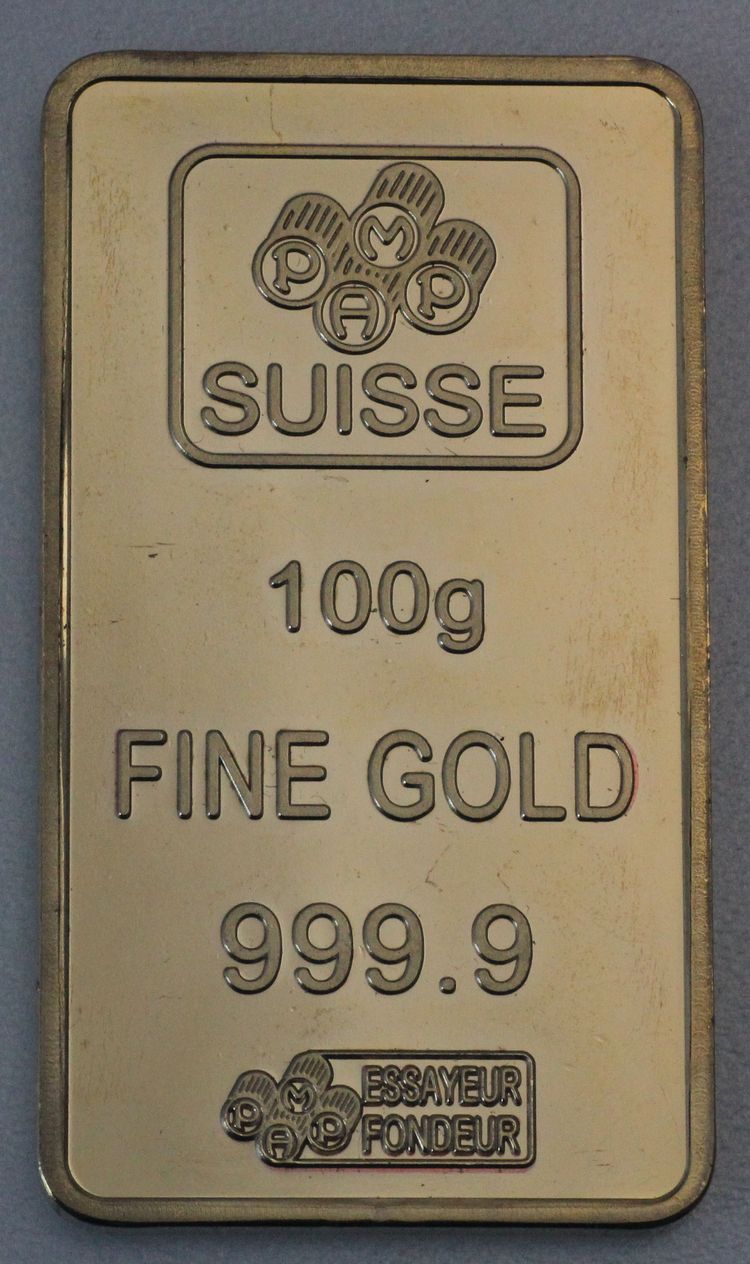 PAMP
SUISSE
100g
FINE GOLD
999.9
PAMP ESSAYEUR
FONDEUR